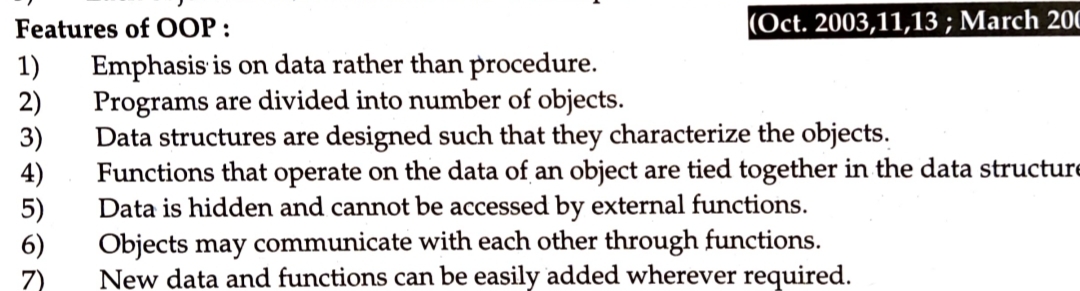 Features of OOP : (Oct. 2003,11,13 ; March
1) Emphasis is on data rather than procedure.
2) Programs are divided into number of objects.
3) Data structures are designed such that they characterize the objects.
4) Functions that operate on the data of an object are tied together in the data structure
5) Data is hidden and cannot be accessed by external functions.
6) Objects may communicate with each other through functions.
7) New data and functions can be easily added wherever required.